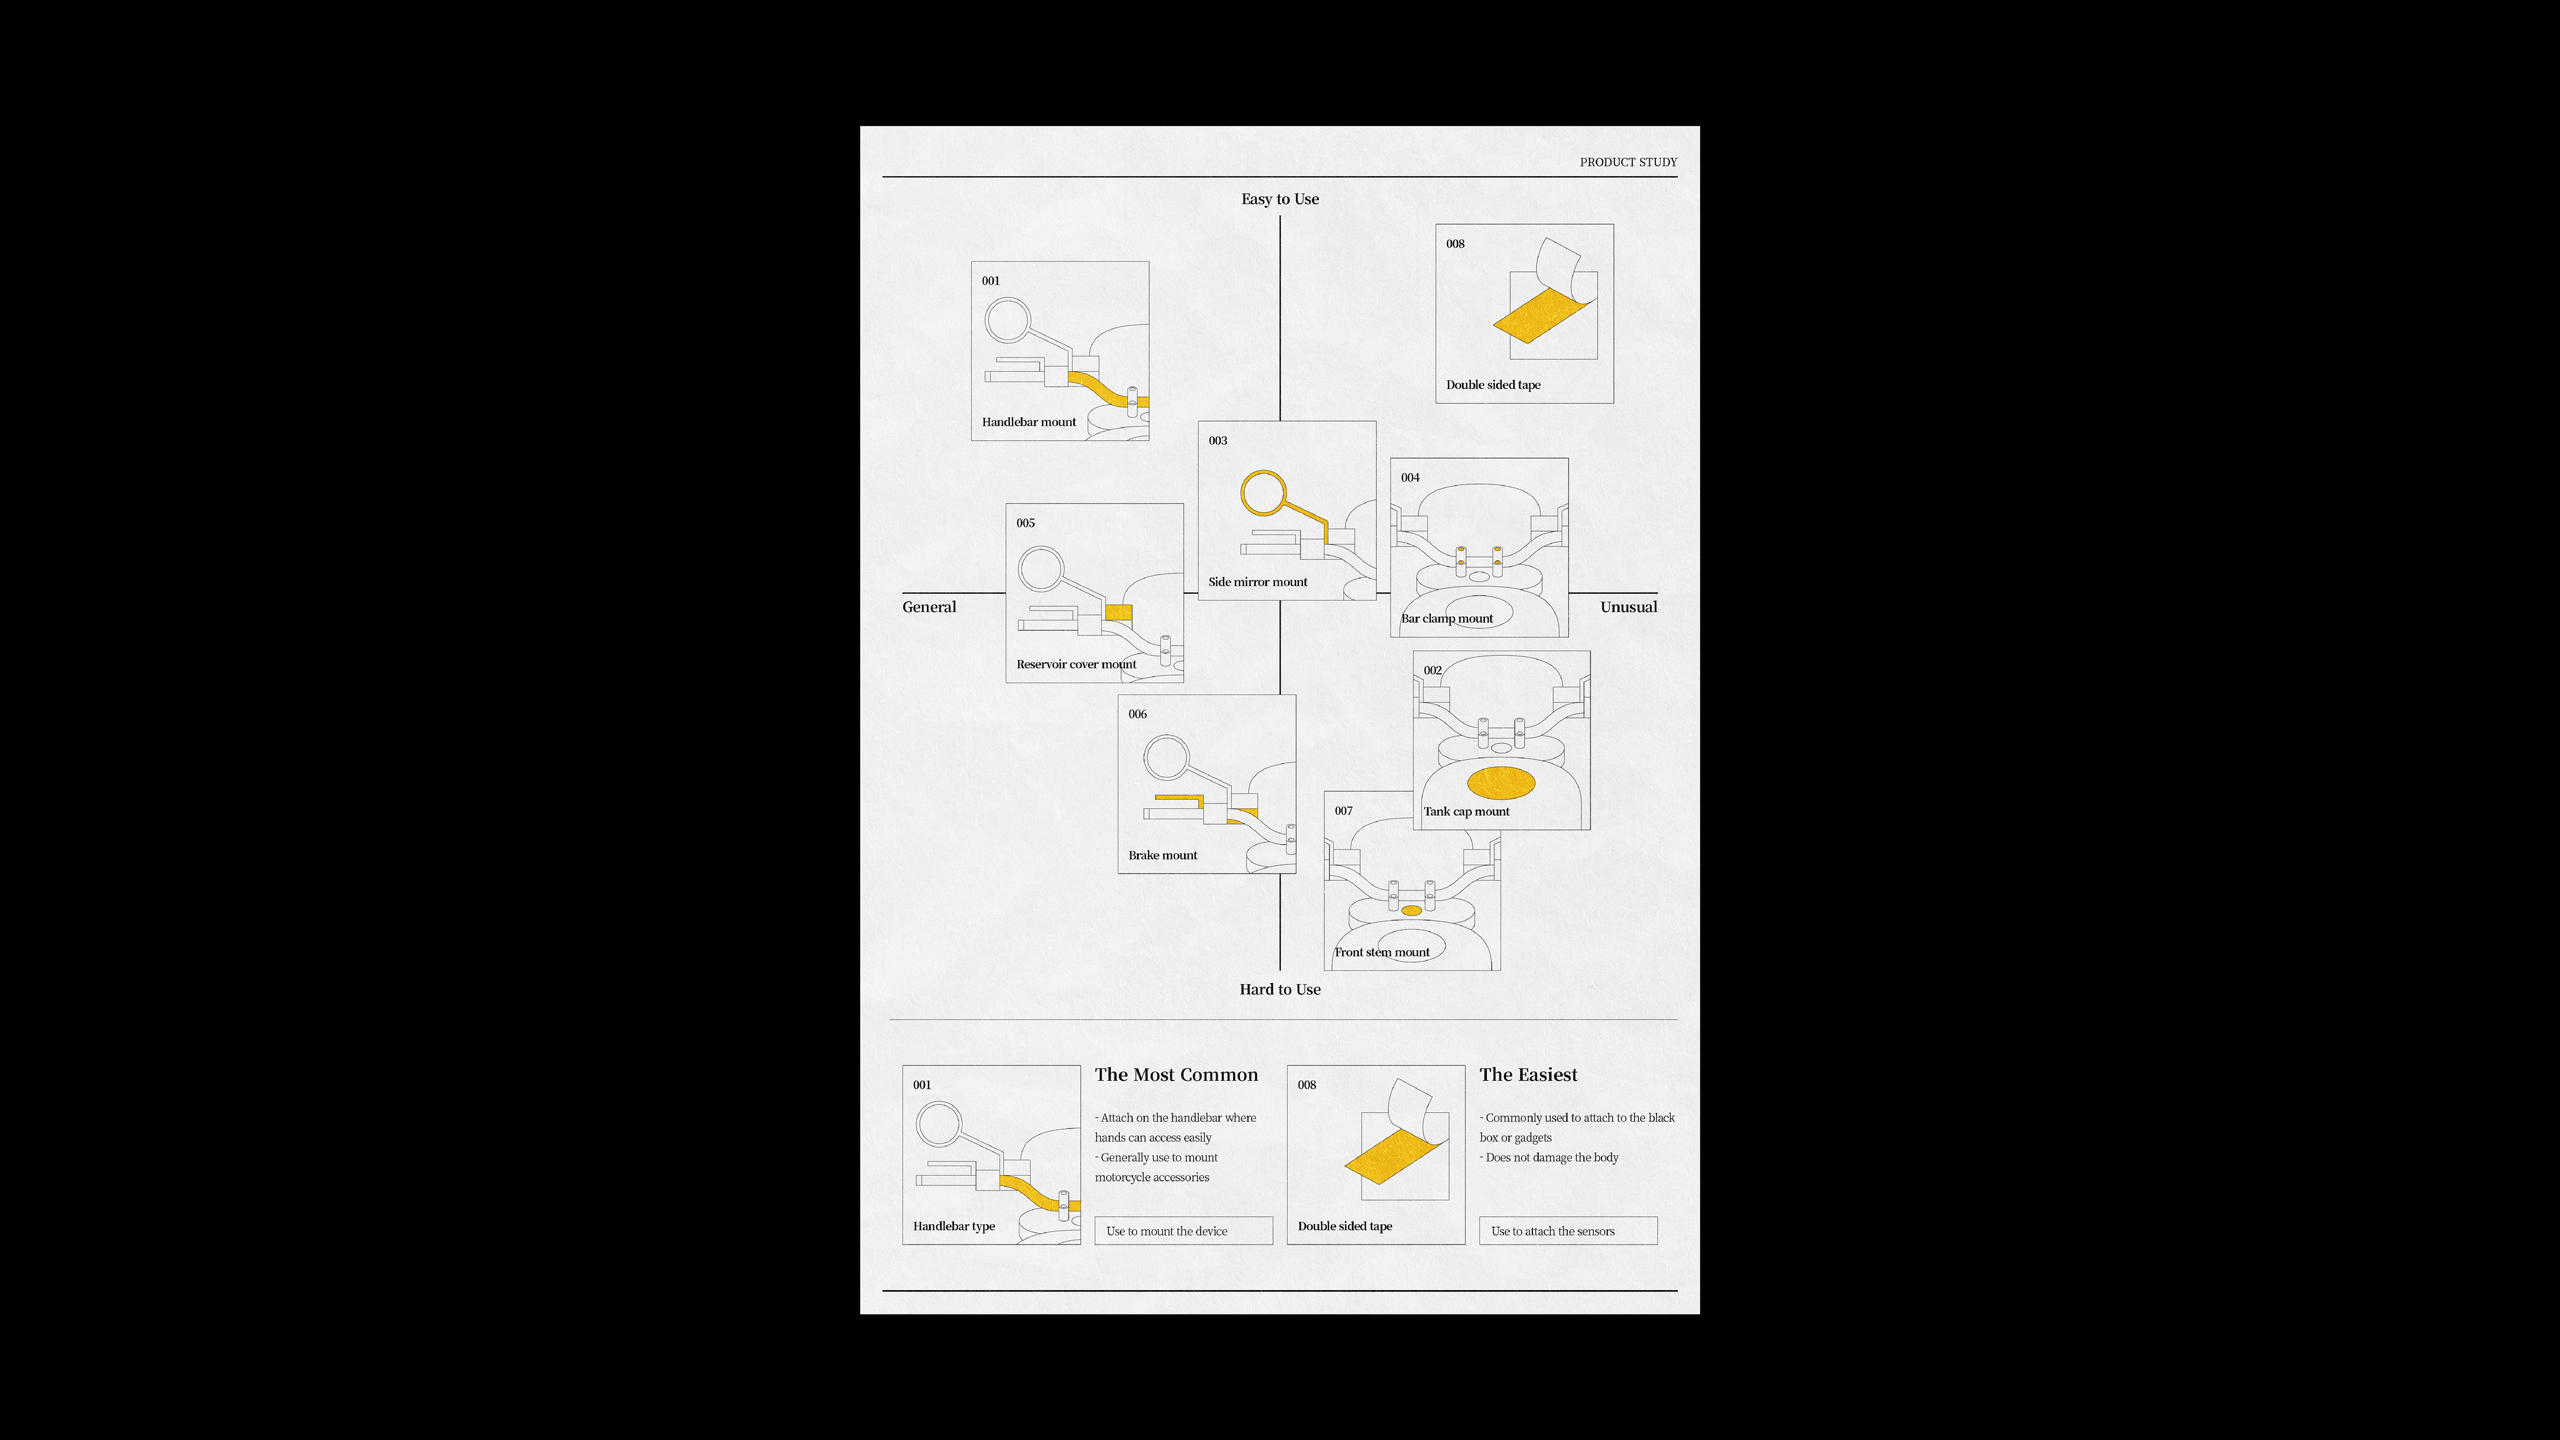 PRODUCT STUDY
Easy to Use
008
Double sided tape
001
Handlebar mount
003
Side mirror mount
004
Bar clamp mount
005
Reservoir cover mount
General
Unusual
002
Tank cap mount
006
Brake mount
007
Front stem mount
Hard to Use
001
Handlebar type
The Most Common
- Attach on the handlebar where
hands can access easily
- Generally use to mount
motorcycle accessories
Use to mount the device
008
Double sided tape
The Easiest
- Commonly used to attach to the black
box or gadgets
- Does not damage the body
Use to attach the sensors